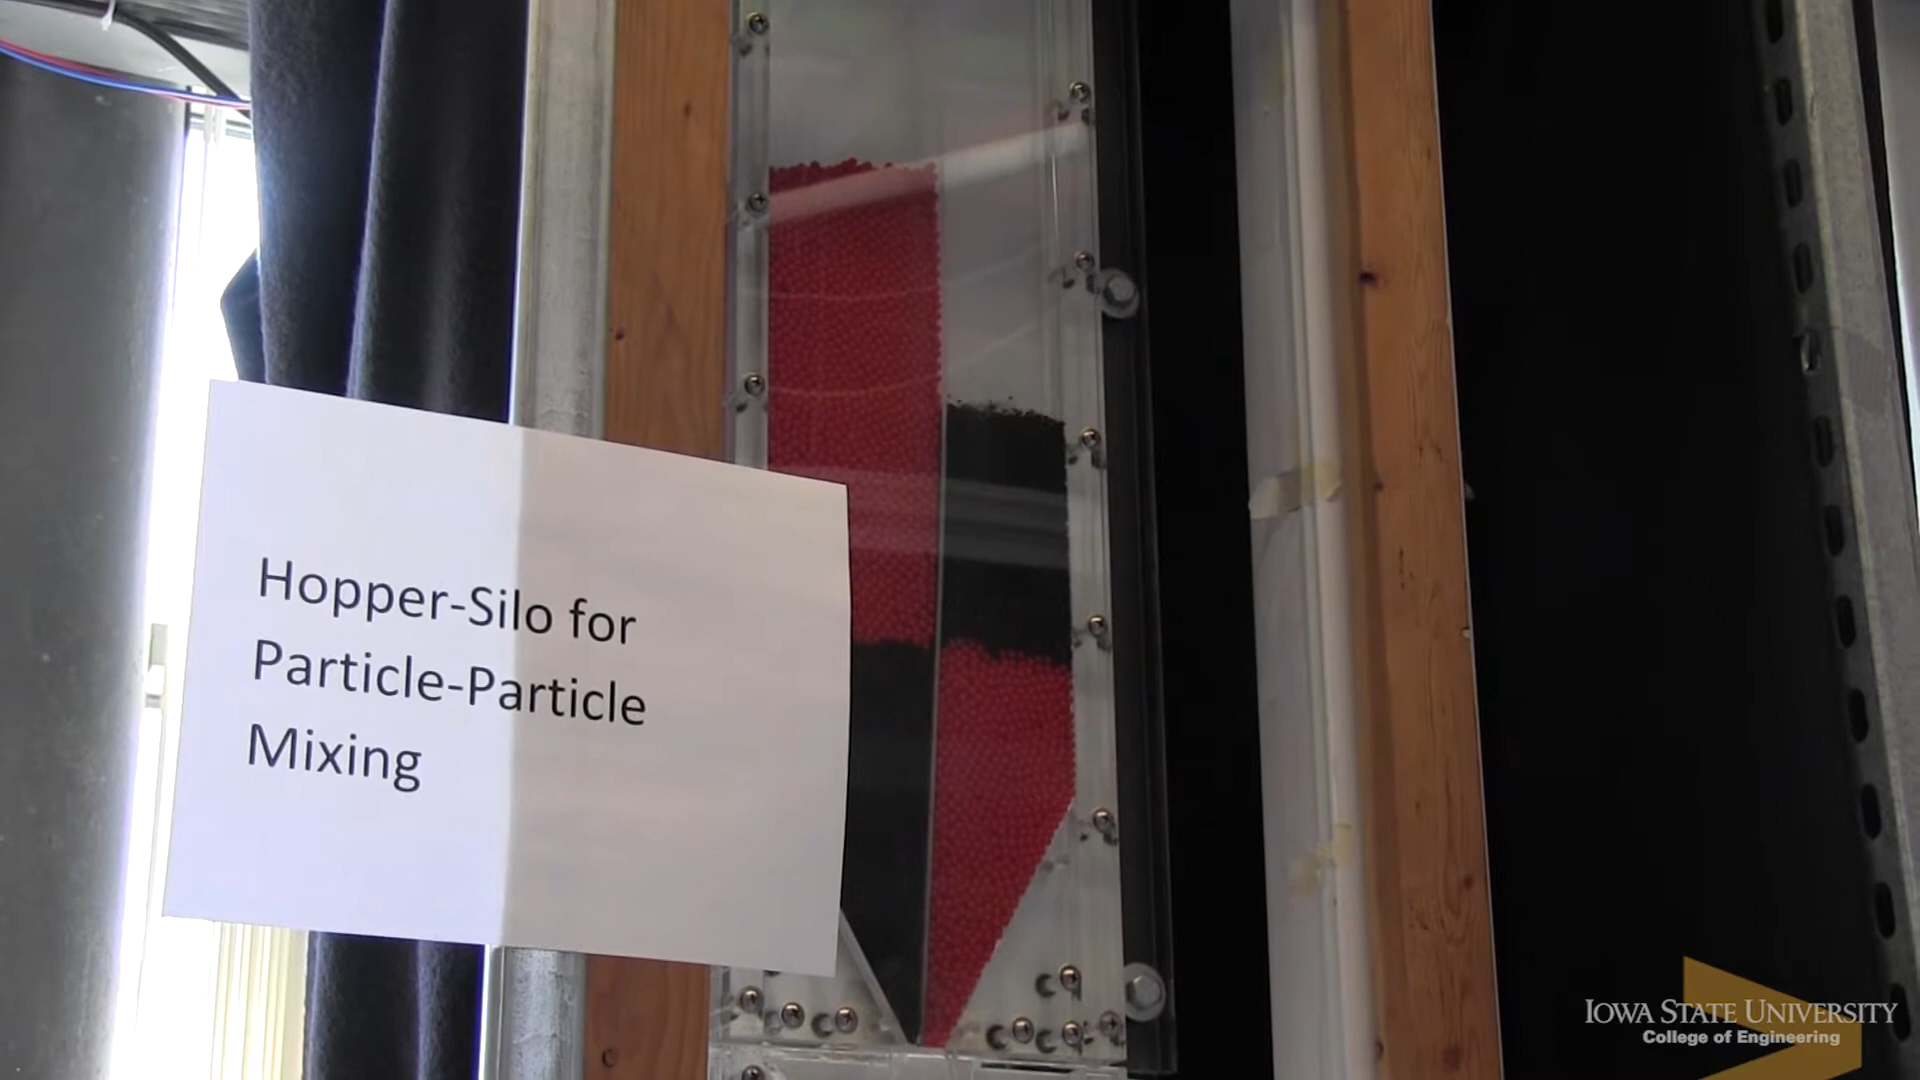 Hopper-Silo for
Particle-Particle
Mixing
IOWA STATE UNIVERSITY
College of Engineering